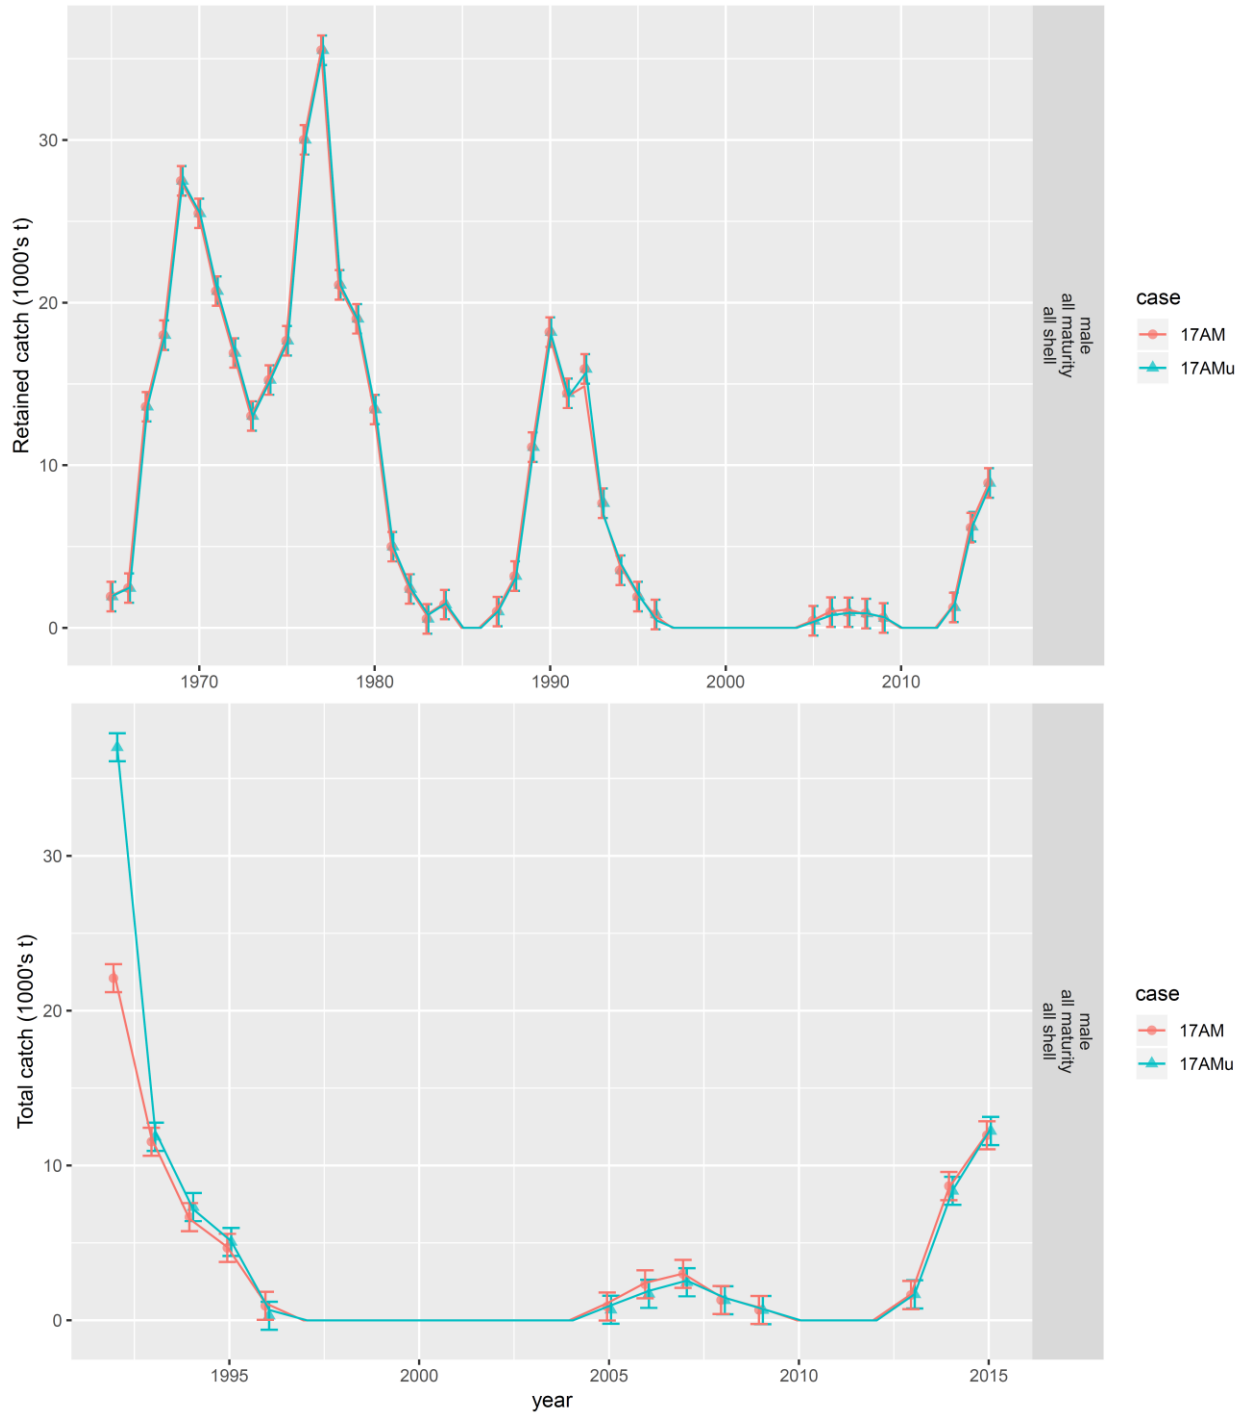 Retained catch (1000's t)
30
20
10
0
1970
1980
1990
2000
2010
male
all maturity
all shell
case
17AM
17AMu
Total catch (1000's t)
30
20
10
0
1995
2000
2005
2010
2015
year
male
all maturity
all shell
case
17AM
17AMu